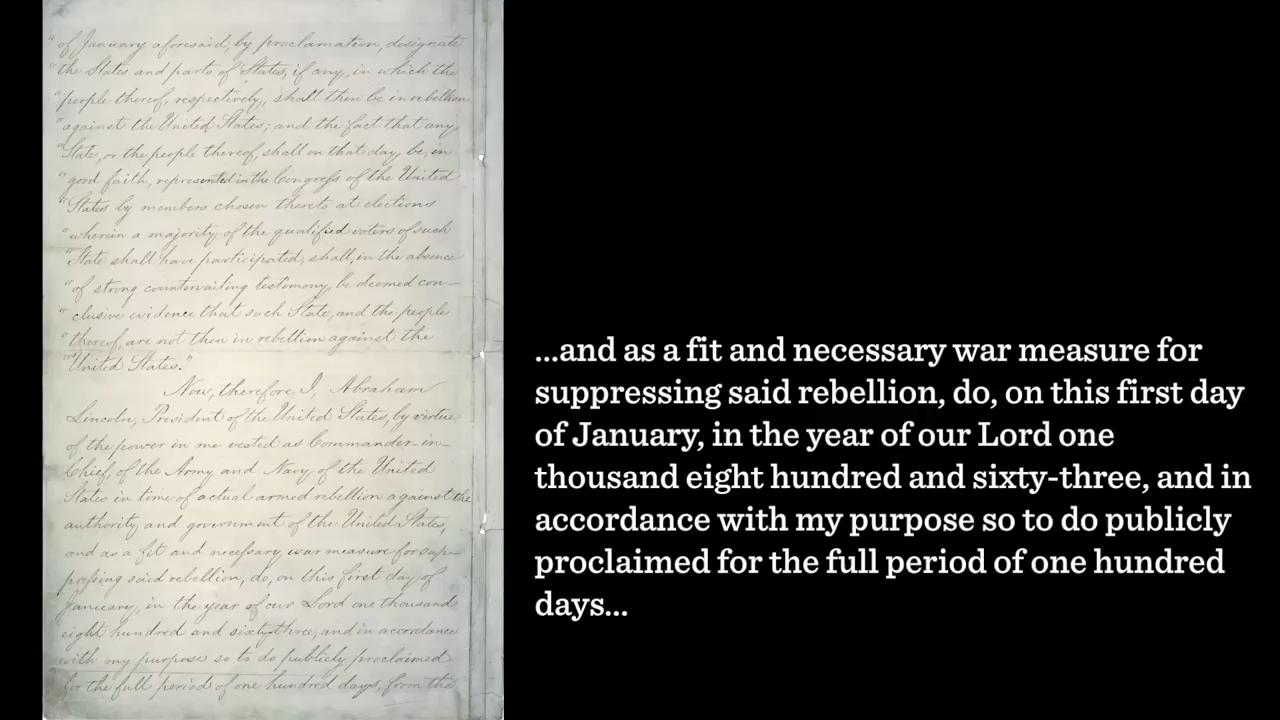 "of January aforesaid, by proclamation, designate
"the States and parts of States, if any, in which the
"people thereof, respectively, shall then be in rebellion
"against the United States; and the fact that any
"State, or the people thereof, shall on that day be, in
"good faith, represented in the Congress of the United
"States by members chosen thereto at elections
"wherein a majority of the qualified voters of such
"State shall have participated, shall, in the absence
"of strong countervailing testimony, be deemed con-
"clusive evidence that such State, and the people
"thereof, are not then in rebellion against the
"United States."
Now, therefore I, Abraham
Lincoln, President of the United States, by virtue
of the power in me vested as Commander-in-
Chief, of the Army and Navy of the United
States in time of actual armed rebellion against the
authority and government of the United States,
and as a fit and necessary war measure for sup-
pressing said rebellion, do, on this first day of
January, in the year of our Lord one thousand
eight hundred and sixty-three, and in accordance
with my purpose so to do publicly proclaimed
for the full period of one hundred days, from the
...and as a fit and necessary war measure for
suppressing said rebellion, do, on this first day
of January, in the year of our Lord one
thousand eight hundred and sixty-three, and in
accordance with my purpose so to do publicly
proclaimed for the full period of one hundred
days...